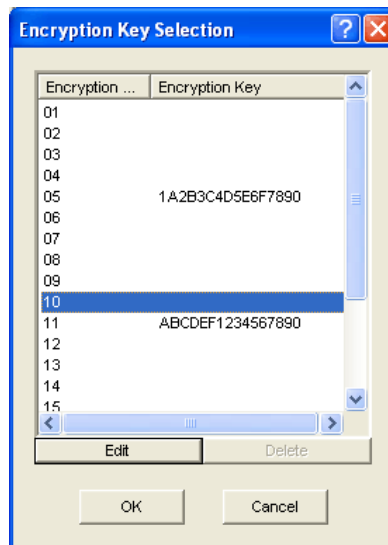 Encryption Key Selection
Encryption ... Encryption Key
01
02
03
04
05 1A2B3C4D5E6F7890
06
07
08
09
10
11 ABCDEF1234567890
12
13
14
15
Edit Delete
OK Cancel